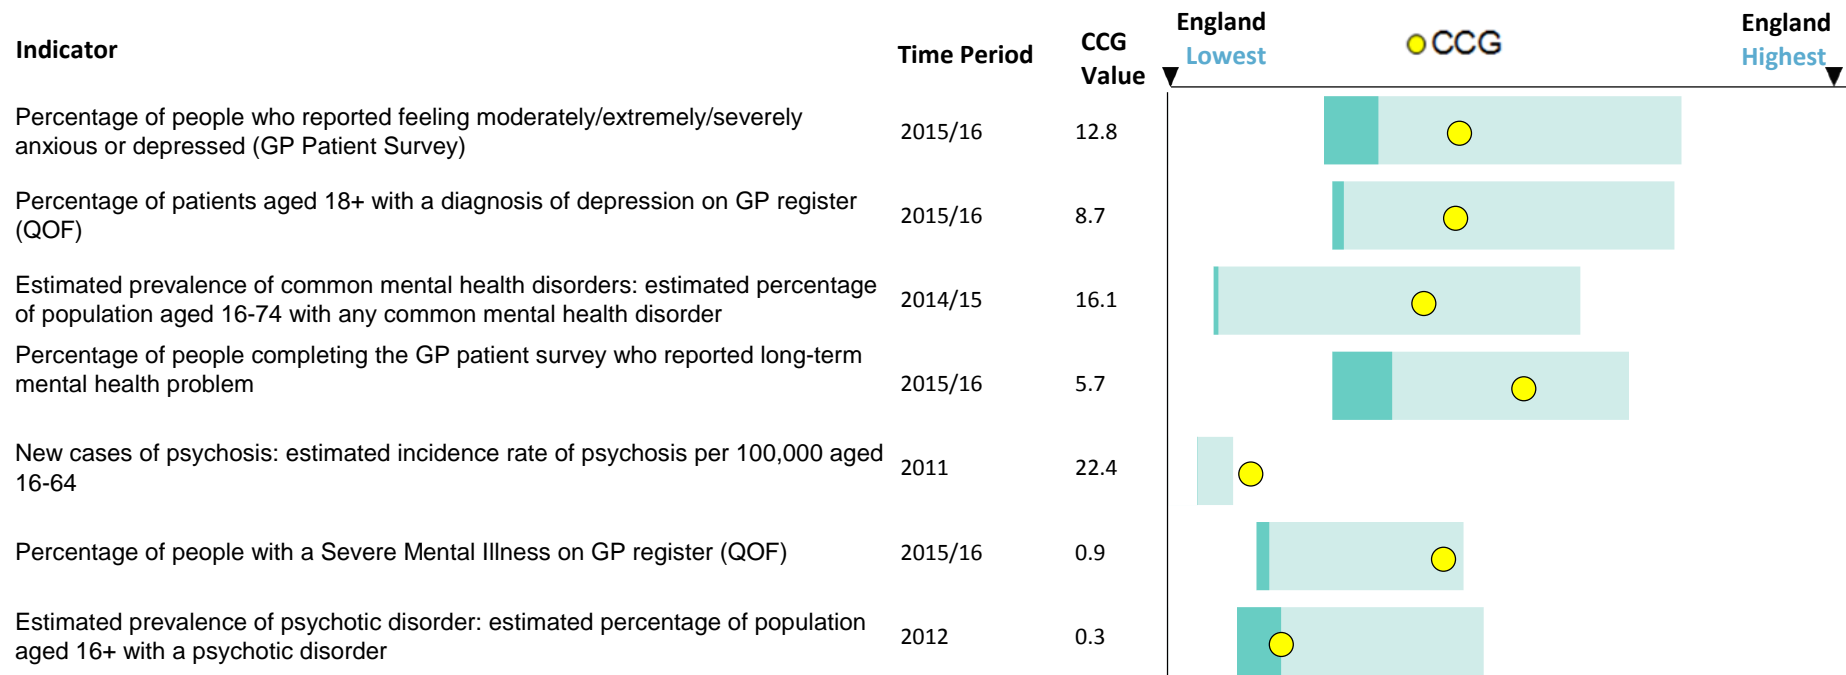 Indicator
Time Period
CCG
Value
England
Lowest
CCG
England
Highest
Percentage of people who reported feeling moderately/extremely/severely
anxious or depressed (GP Patient Survey)
2015/16
12.8
Percentage of patients aged 18+ with a diagnosis of depression on GP register
(QOF)
2015/16
8.7
Estimated prevalence of common mental health disorders: estimated percentage
of population aged 16-74 with any common mental health disorder
2014/15
16.1
Percentage of people completing the GP patient survey who reported long-term
mental health problem
2015/16
5.7
New cases of psychosis: estimated incidence rate of psychosis per 100,000 aged
16-64
2011
22.4
Percentage of people with a Severe Mental Illness on GP register (QOF)
2015/16
0.9
Estimated prevalence of psychotic disorder: estimated percentage of population
aged 16+ with a psychotic disorder
2012
0.3